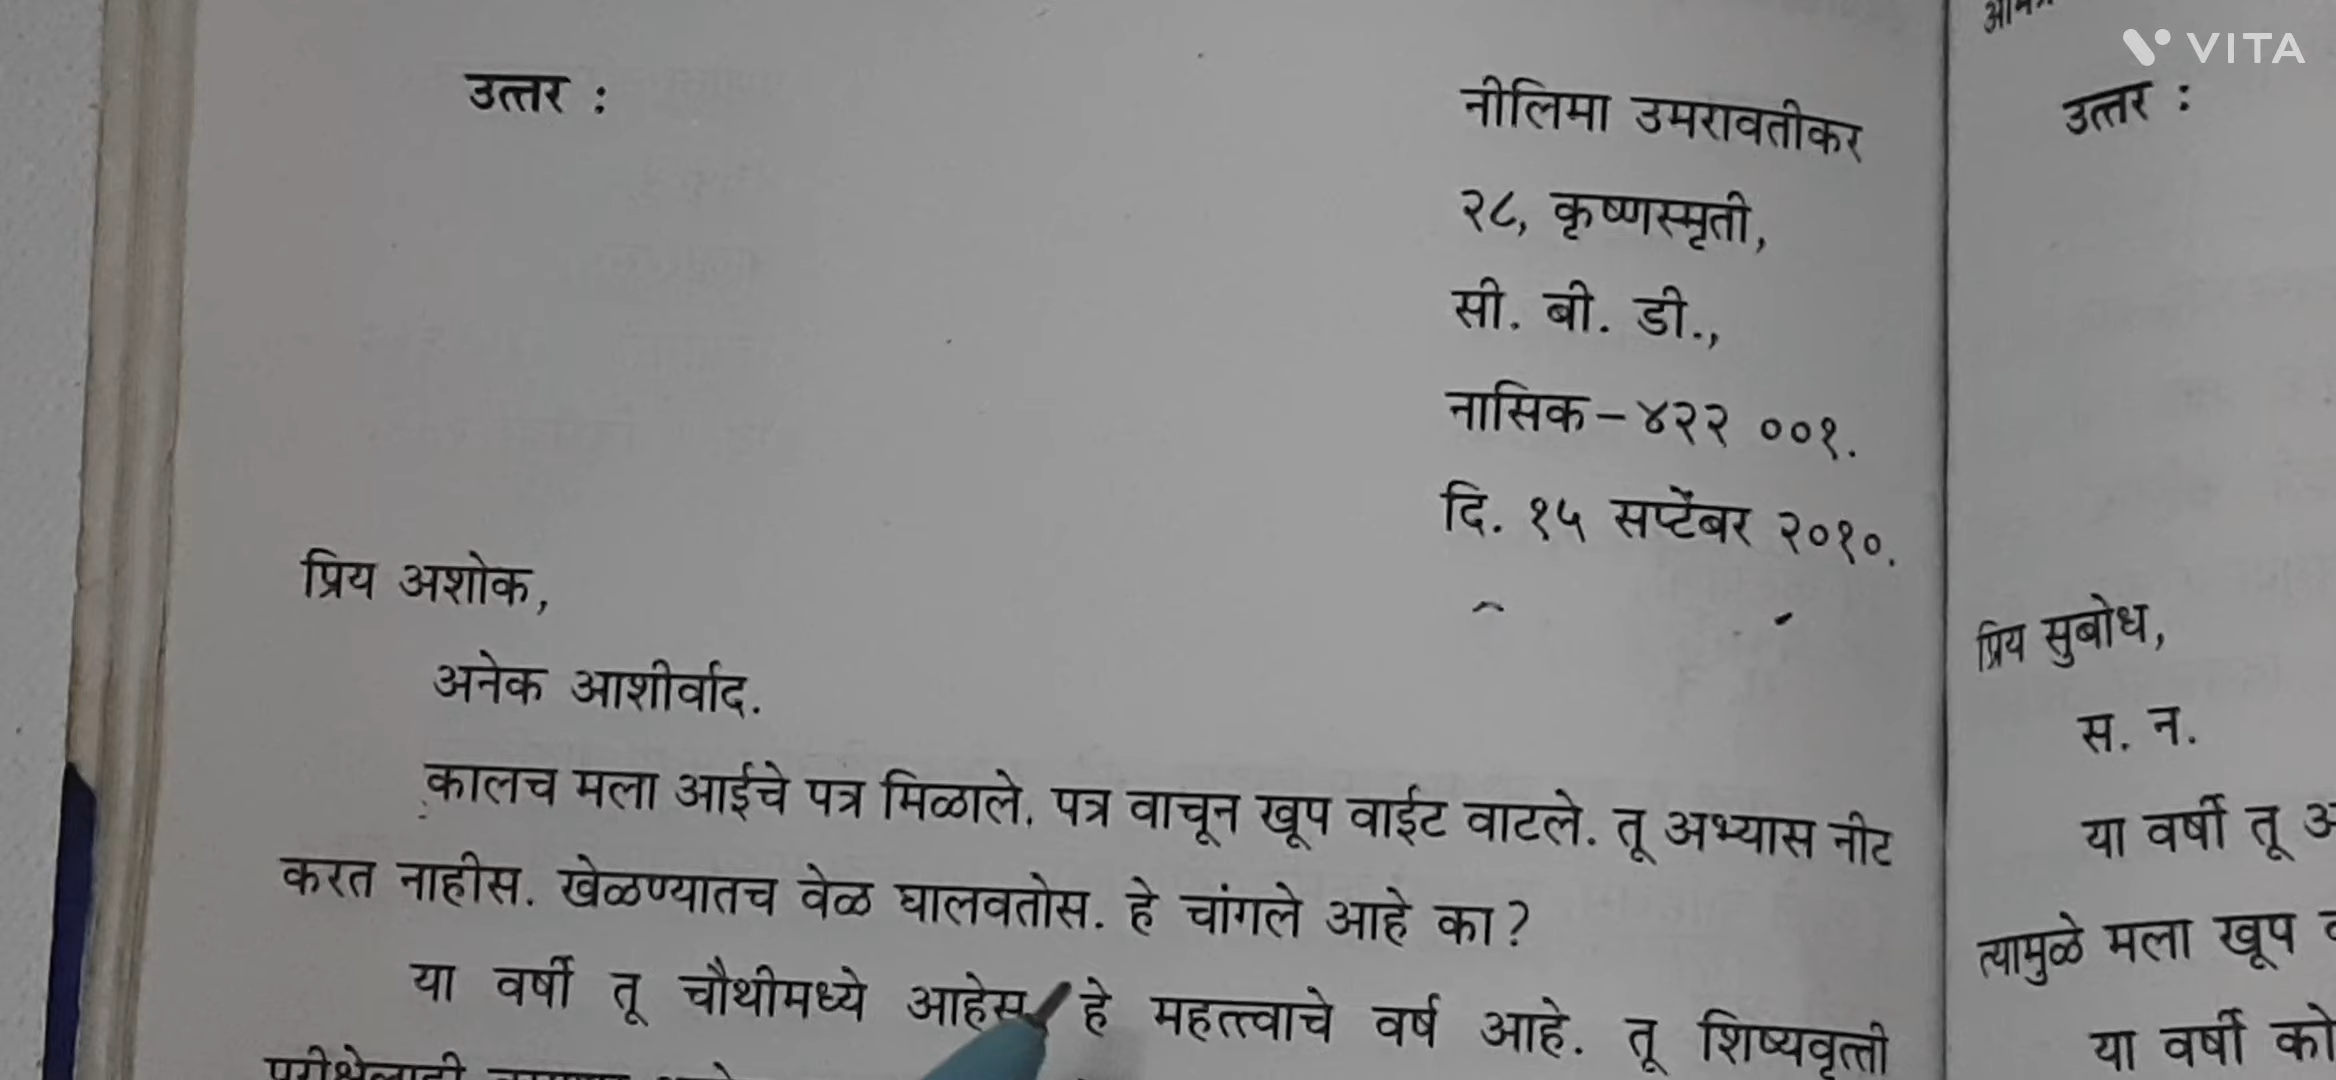 उत्तर :
नीलिमा उमरावतीकर
२८, कृष्णस्मृती,
सी. बी. डी.,
नासिक – ४२२ ००१.
दि. १५ सप्टेंबर २०१०.
प्रिय अशोक,
अनेक आशीर्वाद.
कालच मला आईचे पत्र मिळाले. पत्र वाचून खूप वाईट वाटले. तू अभ्यास नीट
करत नाहीस. खेळण्यातच वेळ घालवतोस. हे चांगले आहे का?
या वर्षी तू चौथीमध्ये आहेस हे महत्त्वाचे वर्ष आहे. तू शिष्यवृत्ती
VITA
उत्तर :
प्रिय सुबोध,
स. न.
या वर्षी तू
त्यामुळे मला खूप
या वर्षी